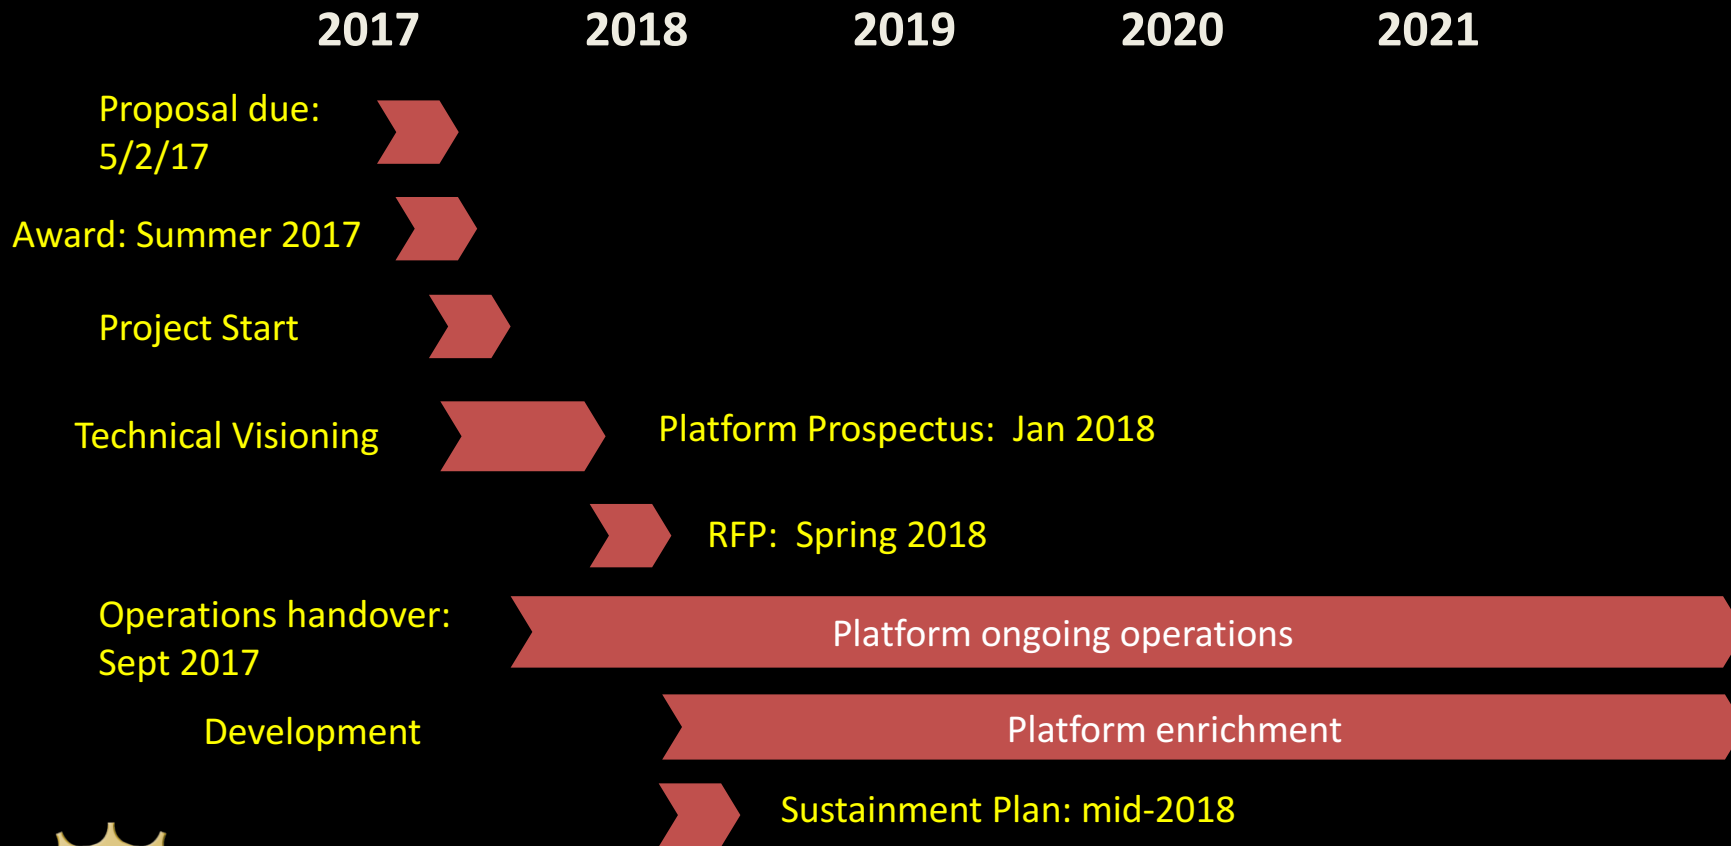 2017 2018 2019 2020 2021
Proposal due:
5/2/17
Award: Summer 2017
Project Start
Technical Visioning
Platform Prospectus: Jan 2018
RFP: Spring 2018
Operations handover:
Sept 2017
Platform ongoing operations
Development
Platform enrichment
Sustainment Plan: mid-2018